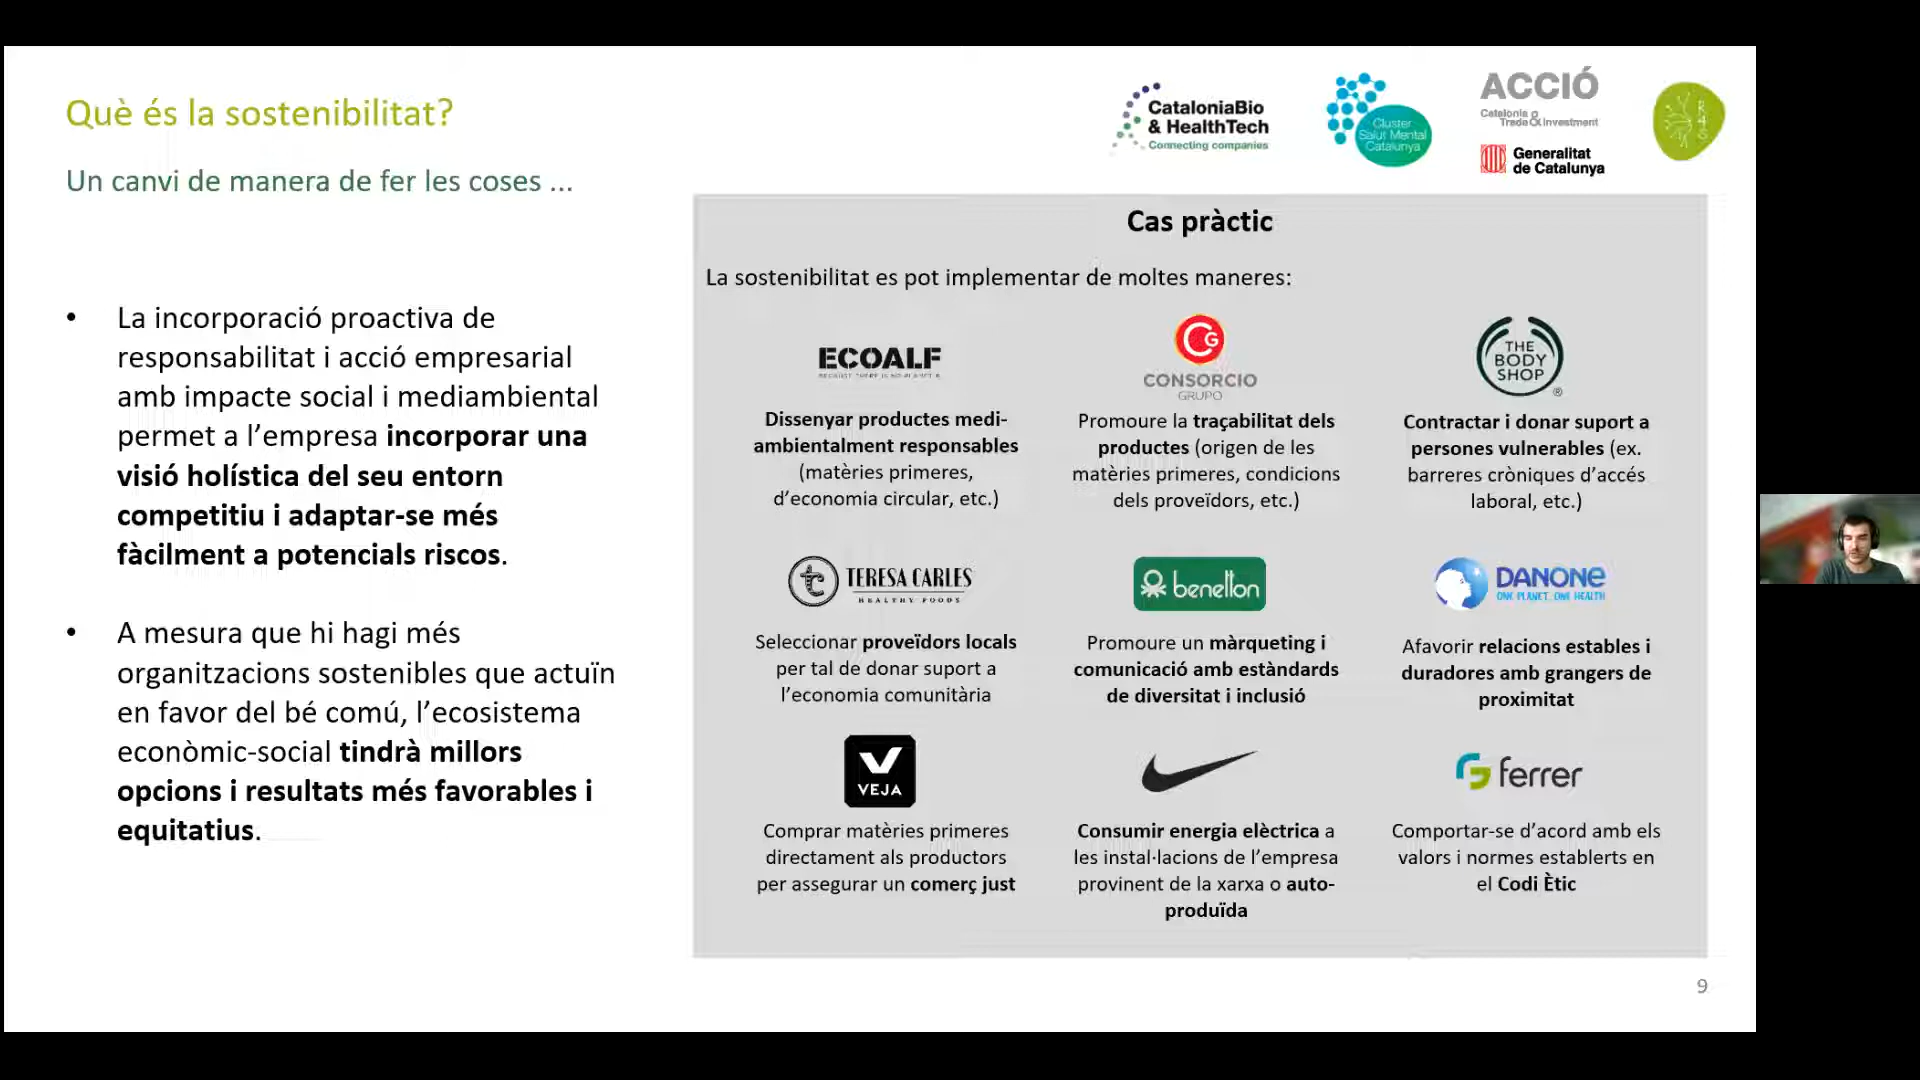 Què és la sostenibilitat?
Un canvi de manera de fer les coses ...
CataloniaBio
& HealthTech
Connecting companies
Cluster
Salut Mental
Catalunya
ACCIÓ
Catalonia
Trade & Investment
Generalitat
de Catalunya
• La incorporació proactiva de
responsabilitat i acció empresarial
amb impacte social i mediambiental
permet a l’empresa incorporar una
visió holística del seu entorn
competitiu i adaptar-se més
fàcilment a potencials riscos.
• A mesura que hi hagi més
organitzacions sostenibles que actuïn
en favor del bé comú, l’ecosistema
econòmic-social tindrà millors
opcions i resultats més favorables i
equitatius.
Cas pràctic
La sostenibilitat es pot implementar de moltes maneres:
ECOALF
Dissenyar productes medi-
ambientalment responsables
(matèries primeres,
d’economia circular, etc.)
CG
CONSORCIO
GRUPO
Promoure la traçabilitat dels
productes (origen de les
matèries primeres, condicions
dels proveïdors, etc.)
THE
BODY
SHOP
®
Contractar i donar suport a
persones vulnerables (ex.
barreres cròniques d’accés
laboral, etc.)
tc TERESA CARLES
HEALTHY FOODS
Seleccionar proveïdors locals
per tal de donar suport a
l’economia comunitària
benetton
Promoure un màrqueting i
comunicació amb estàndards
de diversitat i inclusió
DANONE
ONE PLANET. ONE HEALTH
Afavorir relacions estables i
duradores amb grangers de
proximitat
V
VEJA
Comprar matèries primeres
directament als productors
per assegurar un comerç just
Consumir energia elèctrica a
les instal·lacions de l’empresa
provinent de la xarxa o auto-
produïda
ferrer
Comportar-se d’acord amb els
valors i normes establerts en
el Codi Ètic
9